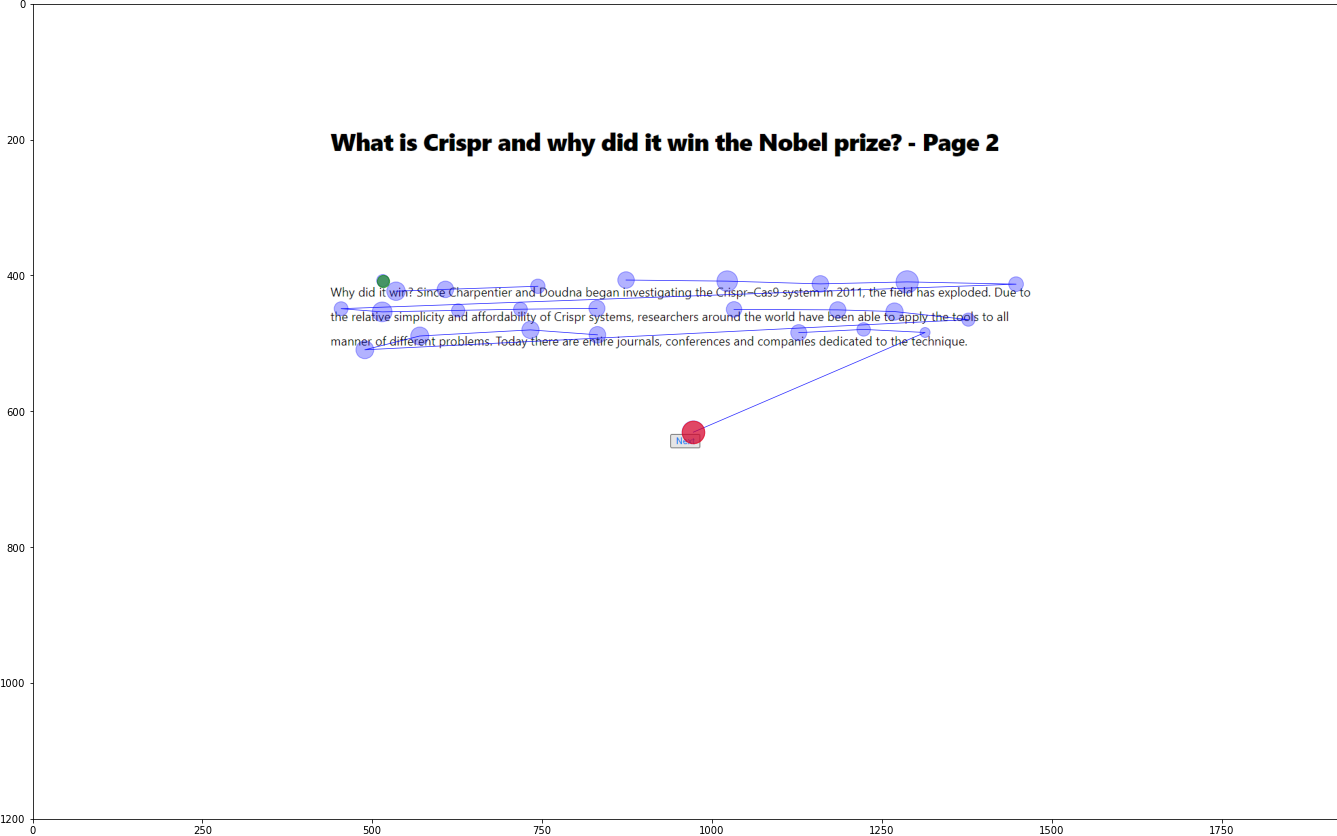 What is Crispr and why did it win the Nobel prize? - Page 2
Why did it win? Since Charpentier and Doudna began investigating the Crispr-Cas9 system in 2011, the field has exploded. Due to
the relative simplicity and affordability of Crispr systems, researchers around the world have been able to apply the tools to all
manner of different problems. Today there are entire journals, conferences and companies dedicated to the technique.
Next
0
200
400
600
800
1000
1200
0 250 500 750 1000 1250 1500 1750